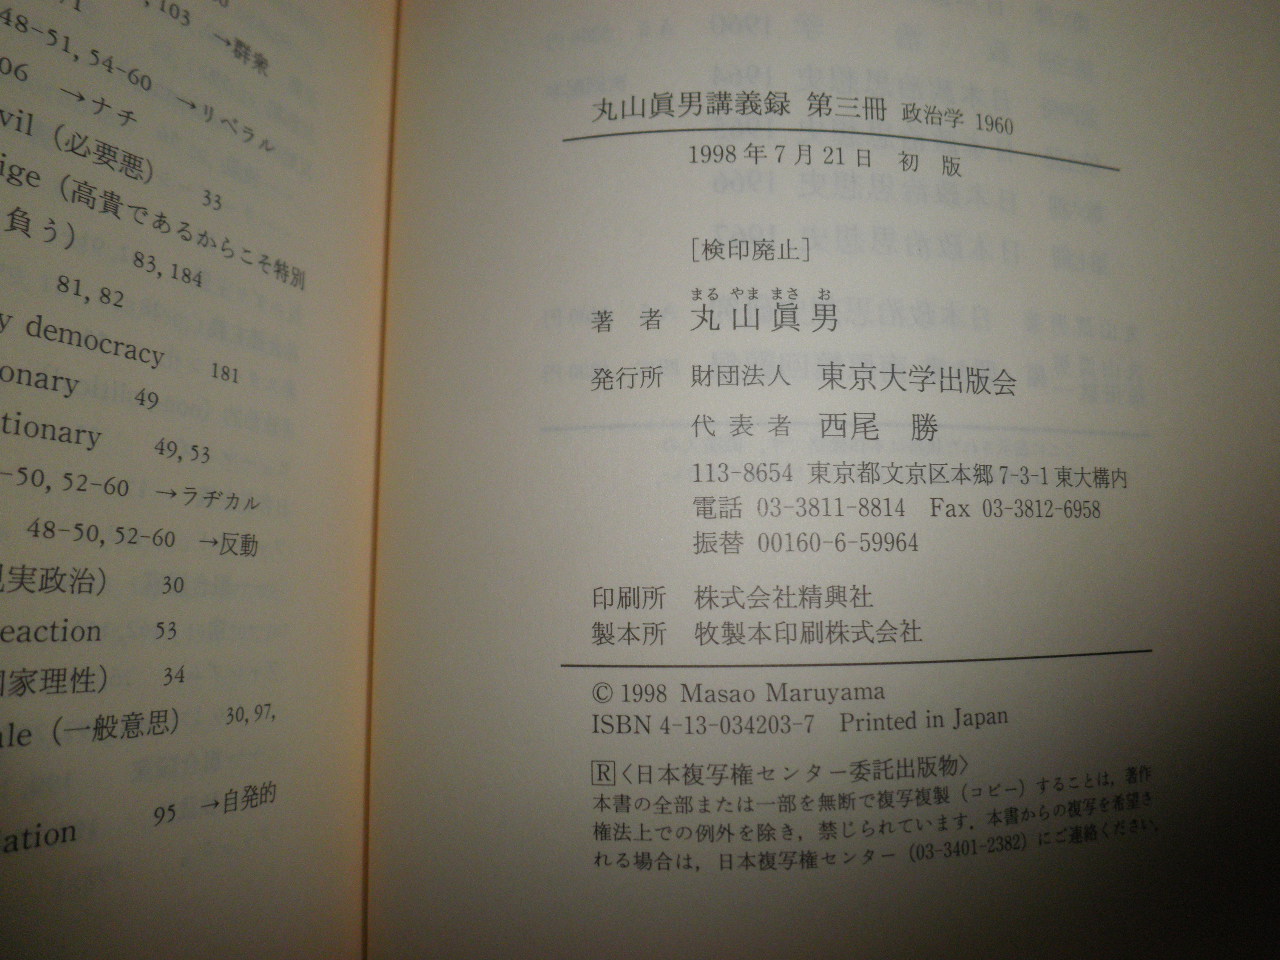 103 →群衆
48-51, 54-60 →リベラル
06 →ナチ
vil（必要悪） 33
ige（高貴であるからこそ特別
負う） 83, 184
81, 82
y democracy 181
onary 49
tionary 49, 53
-50, 52-60 →ラヂカル
48-50, 52-60 →反動
実政治） 30
eaction 53
家理性） 34
ale（一般意思） 30, 97,
95 →自発的
lation
丸山眞男講義録 第三冊 政治学 1960
1998年7月21日 初 版
［検印廃止］
まる やま まさ お
著 者 丸山眞男
発行所 財団法人 東京大学出版会
代表者 西尾 勝
113-8654 東京都文京区本郷7-3-1 東大構内
電話 03-3811-8814 Fax 03-3812-6958
振替 00160-6-59964
印刷所 株式会社精興社
製本所 牧製本印刷株式会社
© 1998 Masao Maruyama
ISBN 4-13-034203-7 Printed in Japan
R〈日本複写権センター委託出版物〉
本書の全部または一部を無断で複写複製（コピー）することは，著作
権法上での例外を除き，禁じられています．本書からの複写を希望さ
れる場合は，日本複写権センター（03-3401-2382）にご連絡ください．